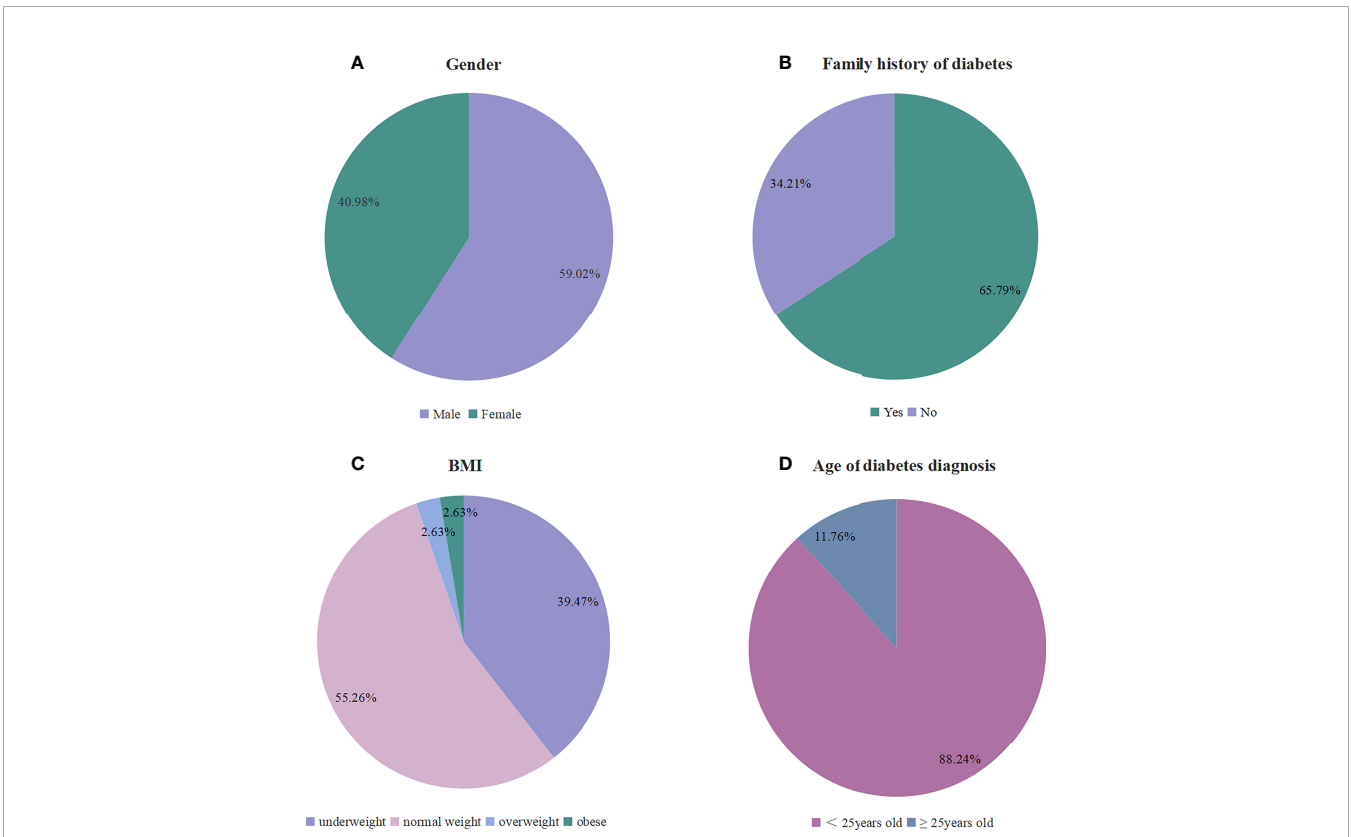 A Gender
40.98%
59.02%
Male Female
B Family history of diabetes
34.21%
65.79%
Yes No
C BMI
2.63%
2.63%
39.47%
55.26%
underweight normal weight overweight obese
D Age of diabetes diagnosis
11.76%
88.24%
< 25years old ≥ 25years old